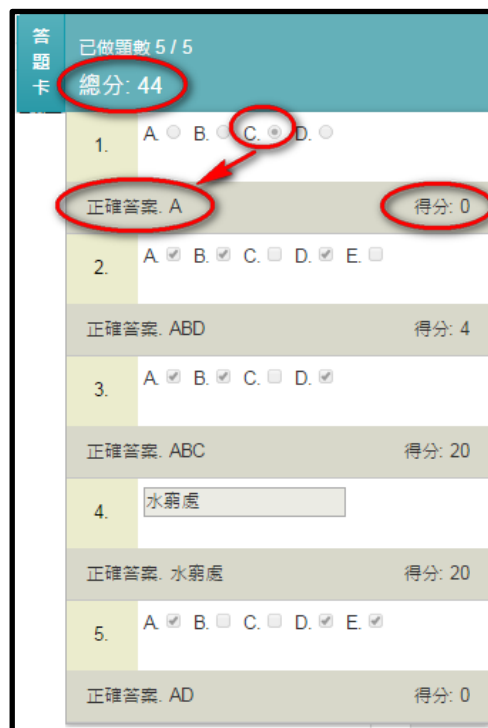 答題卡
已做題數 5 / 5
總分: 44
1.
A. B. C. D.
正確答案. A 得分: 0
2.
A. B. C. D. E.
正確答案. ABD 得分: 4
3.
A. B. C. D.
正確答案. ABC 得分: 20
4.
水窮處
正確答案. 水窮處 得分: 20
5.
A. B. C. D. E.
正確答案. AD 得分: 0